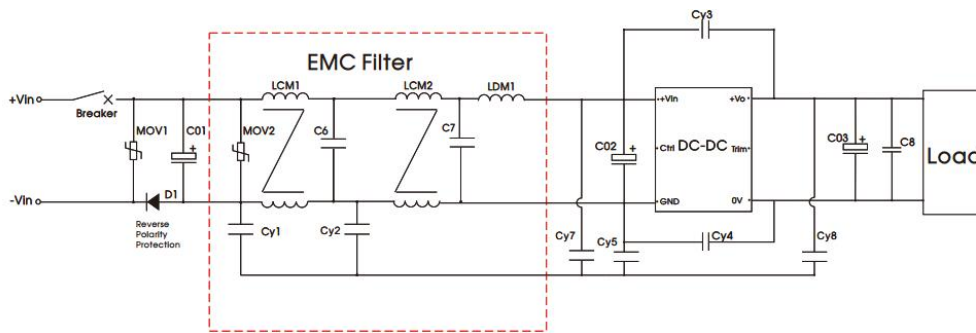 Cy3
EMC Filter
LCM1
LCM2
LDM1
+Vin
Breaker
MOV1
C01
+
MOV2
C6
C7
C02
+
+Vin
+Vo
Ctrl
DC-DC
Trim
GND
0V
C03
+
C8
Load
-Vin
D1
Reverse
Polarity
Protection
Cy1
Cy2
Cy7
Cy5
Cy4
Cy8